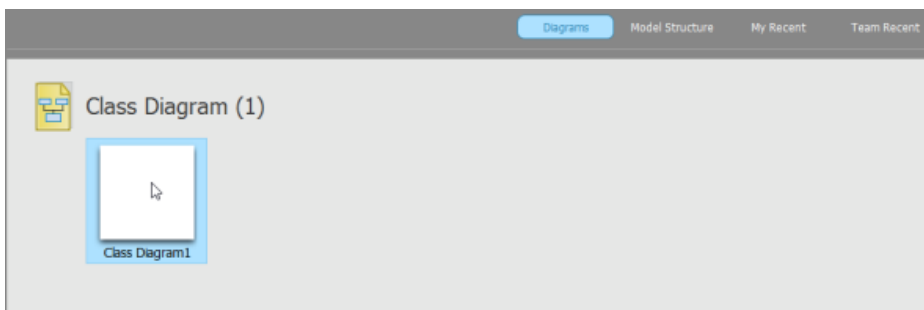 Diagrams Model Structure My Recent Team Recent
Class Diagram (1)
Class Diagram1